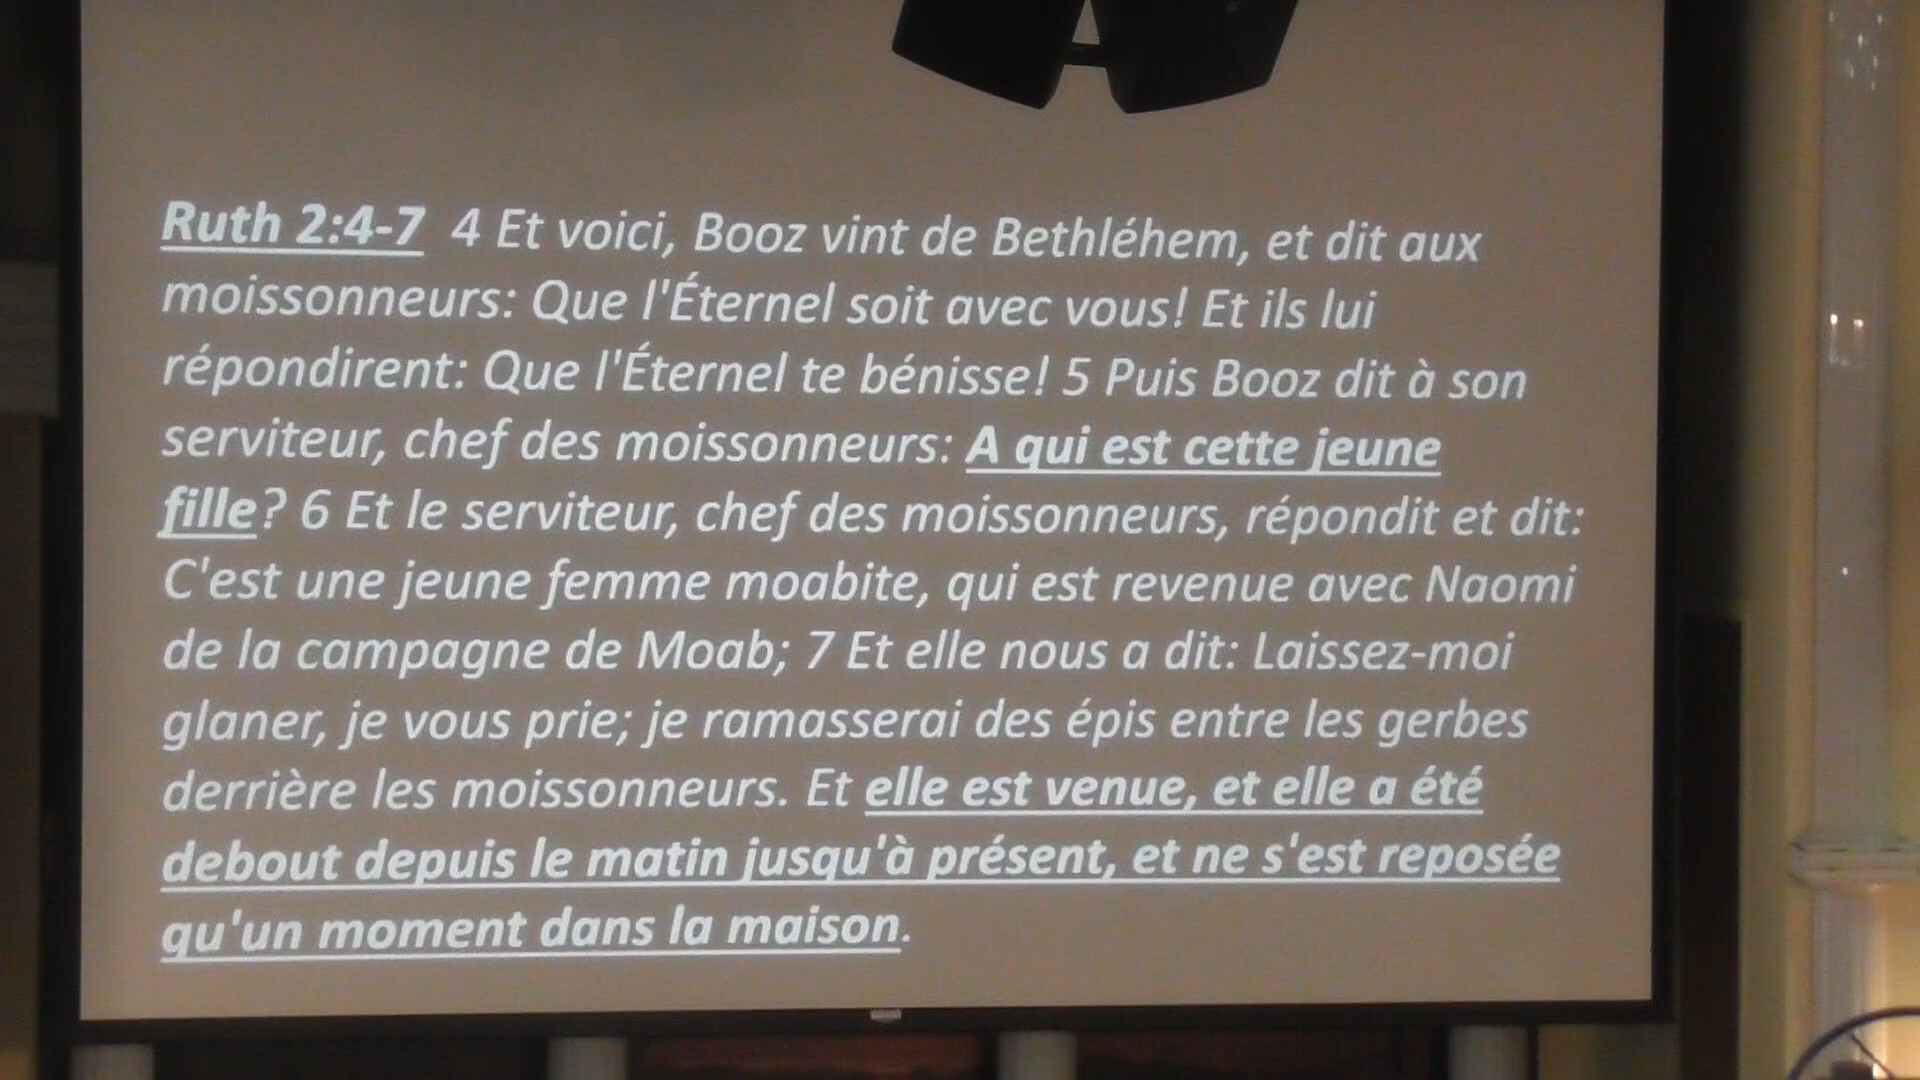 Ruth 2:4-7 4 Et voici, Booz vint de Bethléhem, et dit aux
moissonneurs: Que l'Éternel soit avec vous! Et ils lui
répondirent: Que l'Éternel te bénisse! 5 Puis Booz dit à son
serviteur, chef des moissonneurs: A qui est cette jeune
fille? 6 Et le serviteur, chef des moissonneurs, répondit et dit:
C'est une jeune femme moabite, qui est revenue avec Naomi
de la campagne de Moab; 7 Et elle nous a dit: Laissez-moi
glaner, je vous prie; je ramasserai des épis entre les gerbes
derrière les moissonneurs. Et elle est venue, et elle a été
debout depuis le matin jusqu'à présent, et ne s'est reposée
qu'un moment dans la maison.